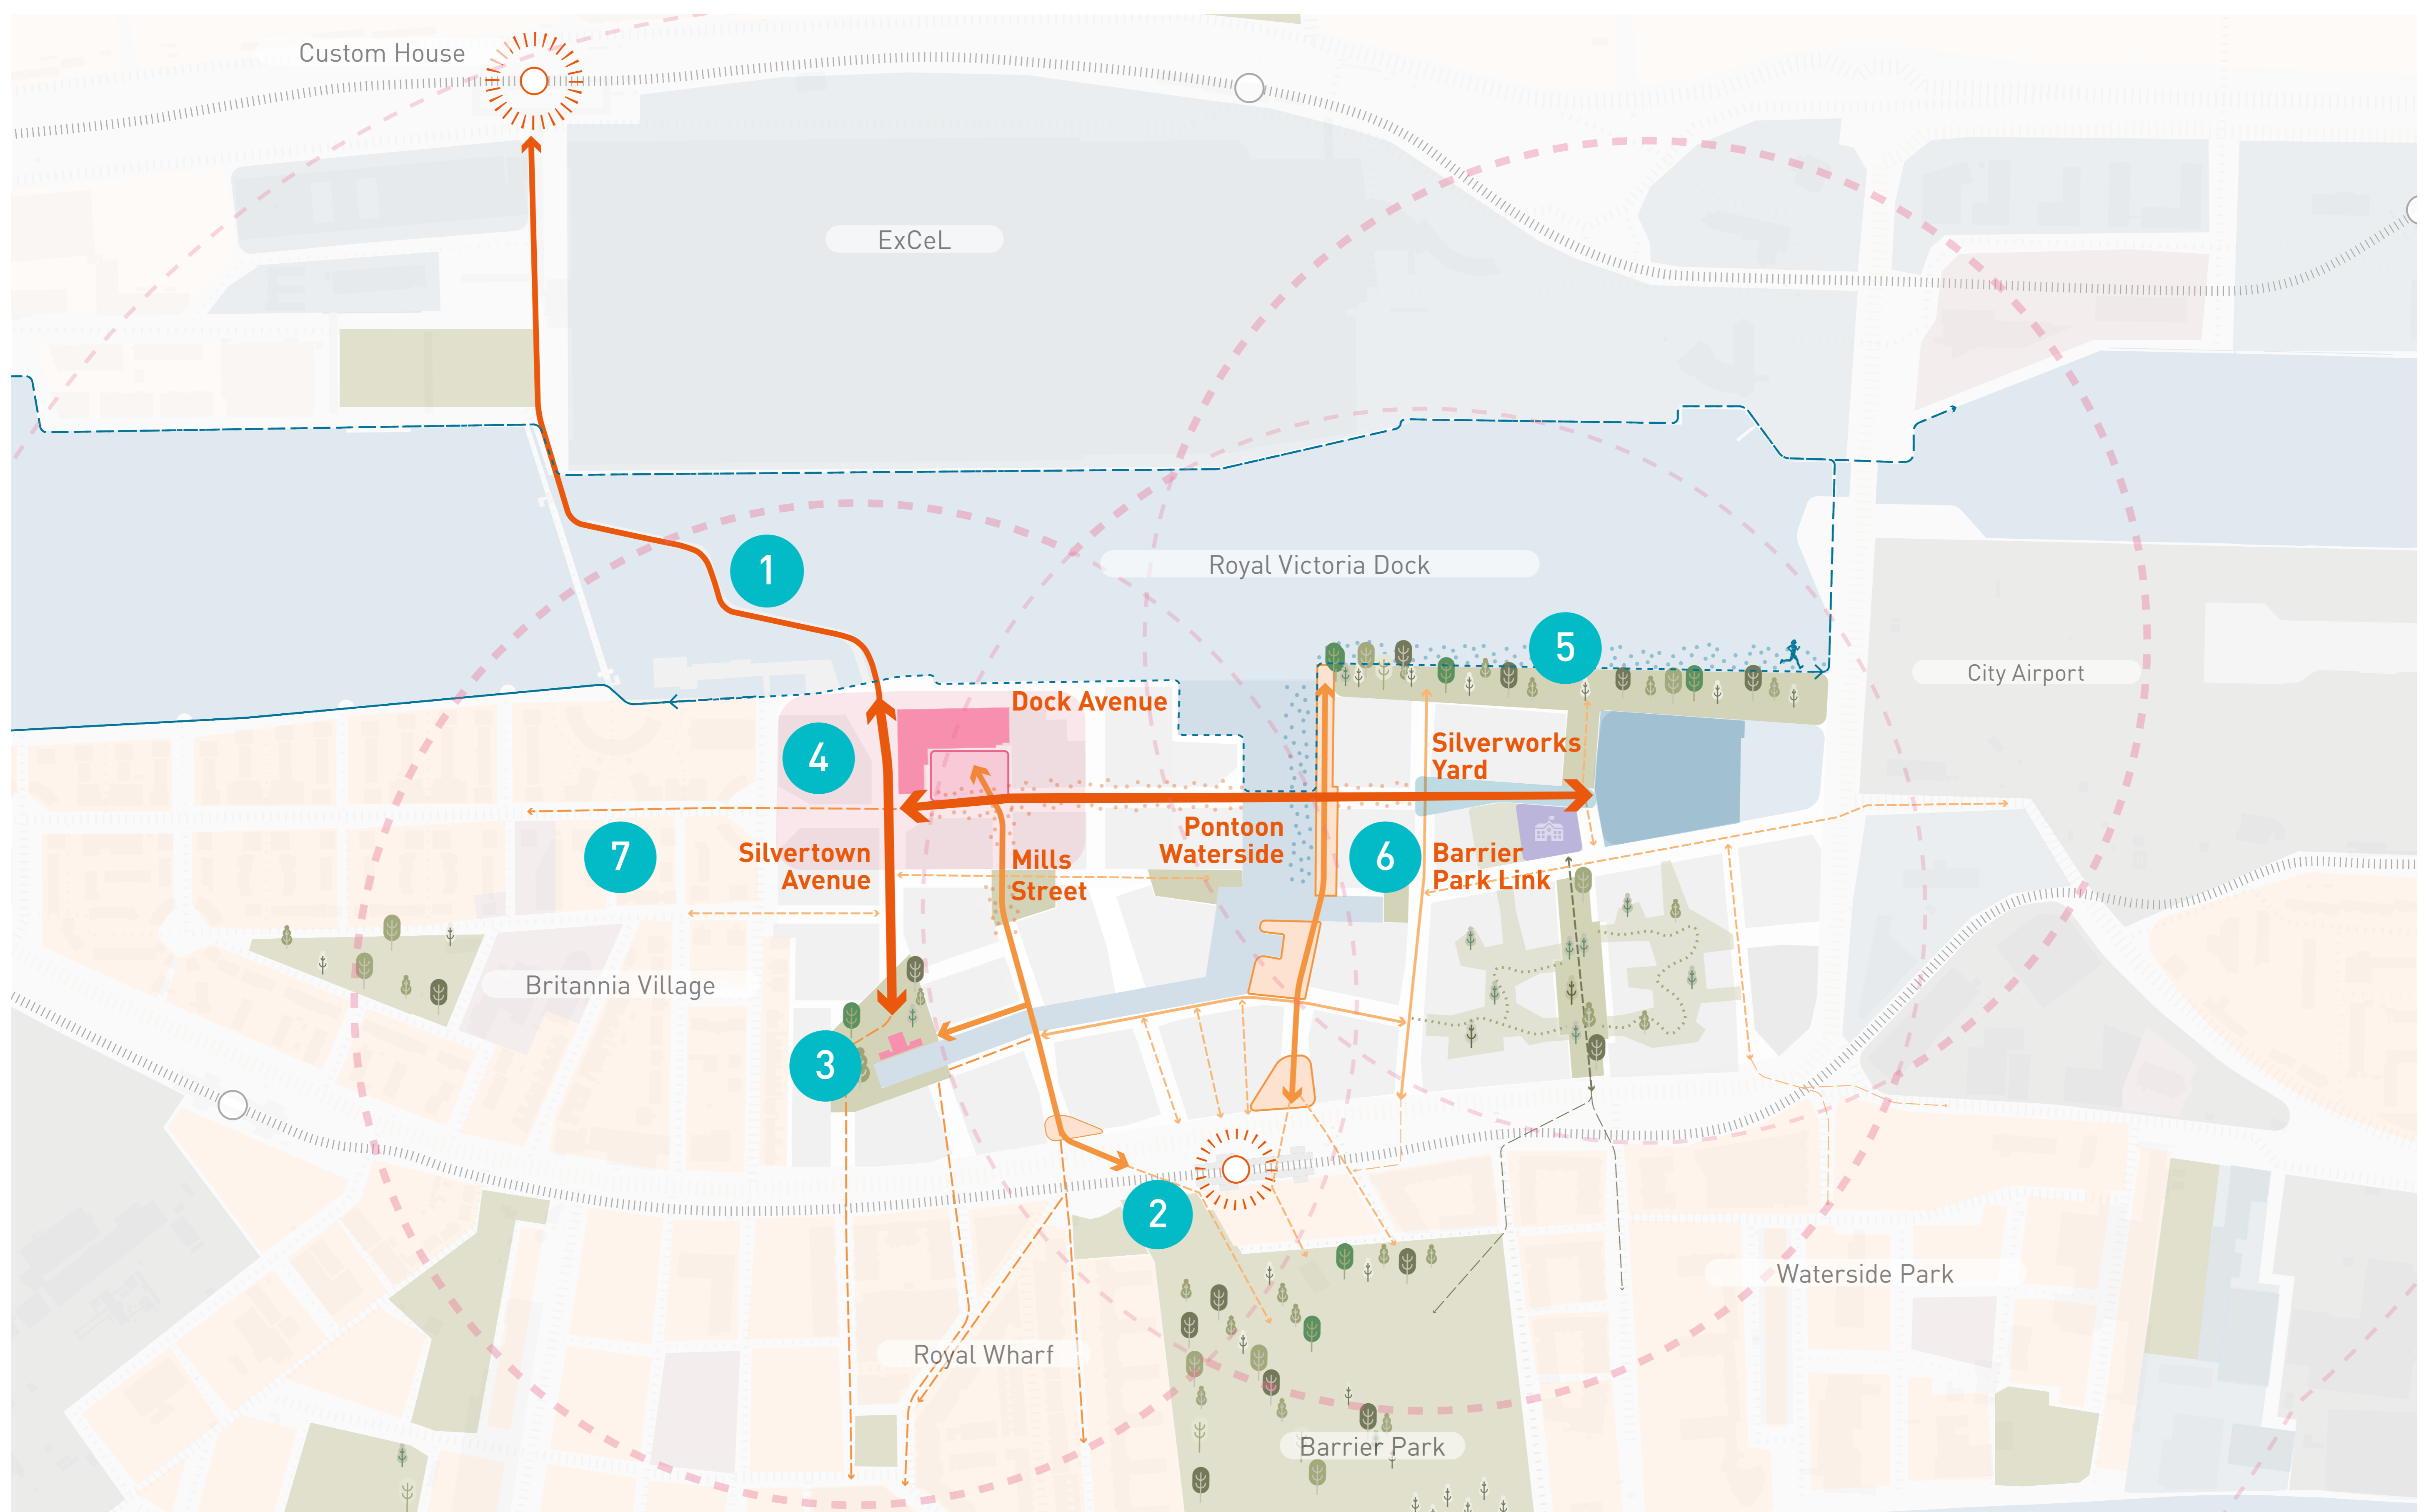 Custom House
ExCeL
1
Royal Victoria Dock
5
City Airport
Dock Avenue
4
Silverworks
Yard
7
Silvertown
Avenue
Mills
Street
Pontoon
Waterside
6
Barrier
Park Link
Britannia Village
3
2
Waterside Park
Royal Wharf
Barrier Park